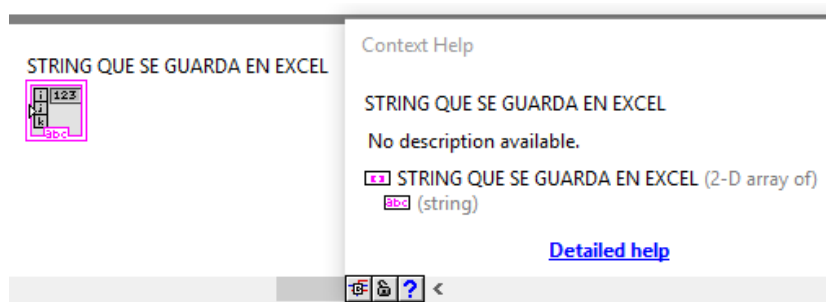 STRING QUE SE GUARDA EN EXCEL
i 123
j
k
abc
Context Help
STRING QUE SE GUARDA EN EXCEL
No description available.
STRING QUE SE GUARDA EN EXCEL (2-D array of)
abc (string)
Detailed help
? <